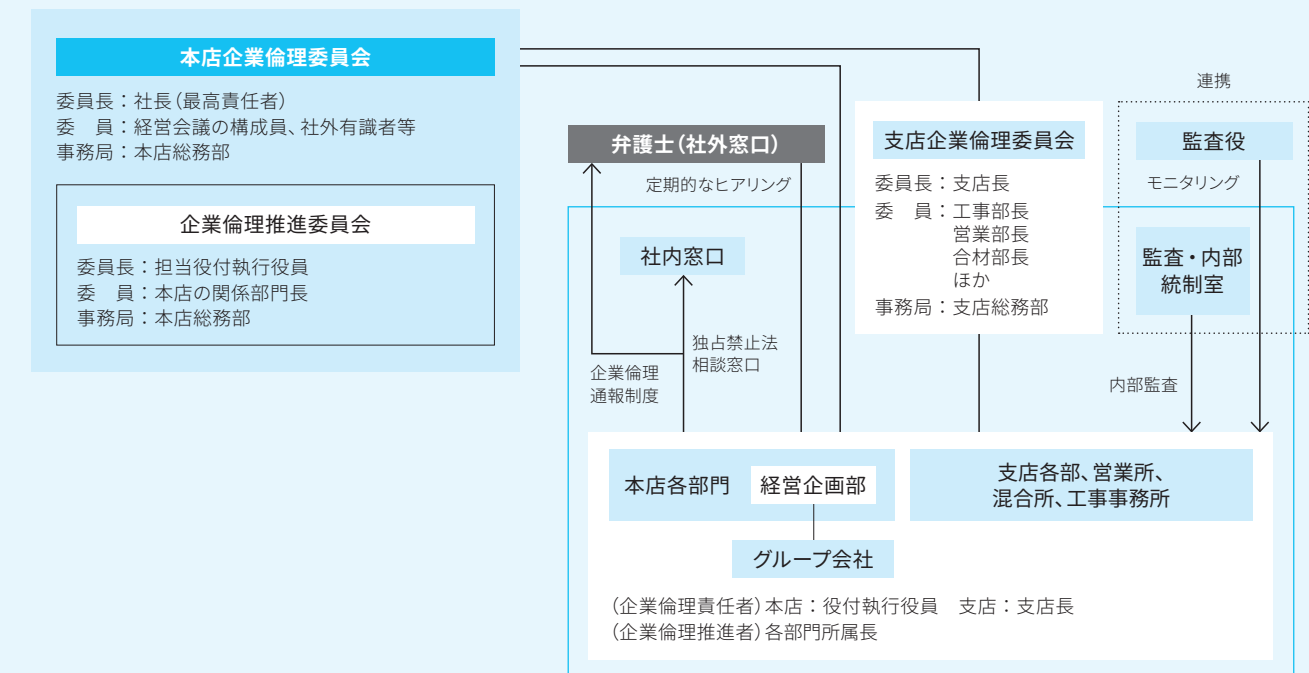 本店企業倫理委員会
委員長：社長（最高責任者）
委　員：経営会議の構成員、社外有識者等
事務局：本店総務部
企業倫理推進委員会
委員長：担当役付執行役員
委　員：本店の関係部門長
事務局：本店総務部
弁護士（社外窓口）
定期的なヒアリング
社内窓口
独占禁止法
相談窓口
企業倫理
通報制度
支店企業倫理委員会
委員長：支店長
委　員：工事部長
営業部長
合材部長
ほか
事務局：支店総務部
連携
監査役
モニタリング
監査・内部
統制室
内部監査
本店各部門
経営企画部
グループ会社
支店各部、営業所、
混合所、工事事務所
（企業倫理責任者）本店：役付執行役員　支店：支店長
（企業倫理推進者）各部門所属長